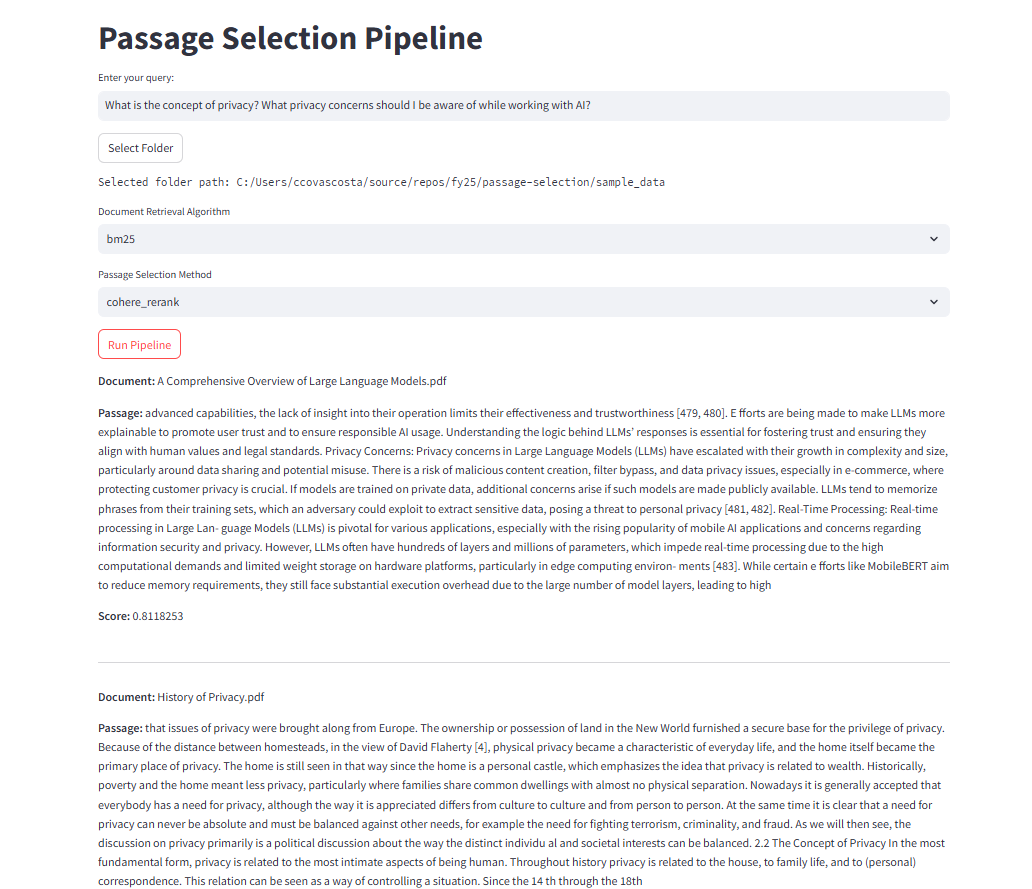 Passage Selection Pipeline
Enter your query:
What is the concept of privacy? What privacy concerns should I be aware of while working with AI?
Select Folder
Selected folder path: C:/Users/ccovascosta/source/repos/fy25/passage-selection/sample_data
Document Retrieval Algorithm
bm25
Passage Selection Method
cohere_rerank
Run Pipeline
Document: A Comprehensive Overview of Large Language Models.pdf
Passage: advanced capabilities, the lack of insight into their operation limits their effectiveness and trustworthiness [479, 480]. E fforts are being made to make LLMs more
explainable to promote user trust and to ensure responsible AI usage. Understanding the logic behind LLMs’ responses is essential for fostering trust and ensuring they
align with human values and legal standards. Privacy Concerns: Privacy concerns in Large Language Models (LLMs) have escalated with their growth in complexity and size,
particularly around data sharing and potential misuse. There is a risk of malicious content creation, filter bypass, and data privacy issues, especially in e-commerce, where
protecting customer privacy is crucial. If models are trained on private data, additional concerns arise if such models are made publicly available. LLMs tend to memorize
phrases from their training sets, which an adversary could exploit to extract sensitive data, posing a threat to personal privacy [481, 482]. Real-Time Processing: Real-time
processing in Large Lan- guage Models (LLMs) is pivotal for various applications, especially with the rising popularity of mobile AI applications and concerns regarding
information security and privacy. However, LLMs often have hundreds of layers and millions of parameters, which impede real-time processing due to the high
computational demands and limited weight storage on hardware platforms, particularly in edge computing environ- ments [483]. While certain e fforts like MobileBERT aim
to reduce memory requirements, they still face substantial execution overhead due to the large number of model layers, leading to high
Score: 0.8118253
Document: History of Privacy.pdf
Passage: that issues of privacy were brought along from Europe. The ownership or possession of land in the New World furnished a secure base for the privilege of privacy.
Because of the distance between homesteads, in the view of David Flaherty [4], physical privacy became a characteristic of everyday life, and the home itself became the
primary place of privacy. The home is still seen in that way since the home is a personal castle, which emphasizes the idea that privacy is related to wealth. Historically,
poverty and the home meant less privacy, particularly where families share common dwellings with almost no physical separation. Nowadays it is generally accepted that
everybody has a need for privacy, although the way it is appreciated differs from culture to culture and from person to person. At the same time it is clear that a need for
privacy can never be absolute and must be balanced against other needs, for example the need for fighting terrorism, criminality, and fraud. As we will then see, the
discussion on privacy primarily is a political discussion about the way the distinct individu al and societal interests can be balanced. 2.2 The Concept of Privacy In the most
fundamental form, privacy is related to the most intimate aspects of being human. Throughout history privacy is related to the house, to family life, and to (personal)
correspondence. This relation can be seen as a way of controlling a situation. Since the 14 th through the 18th